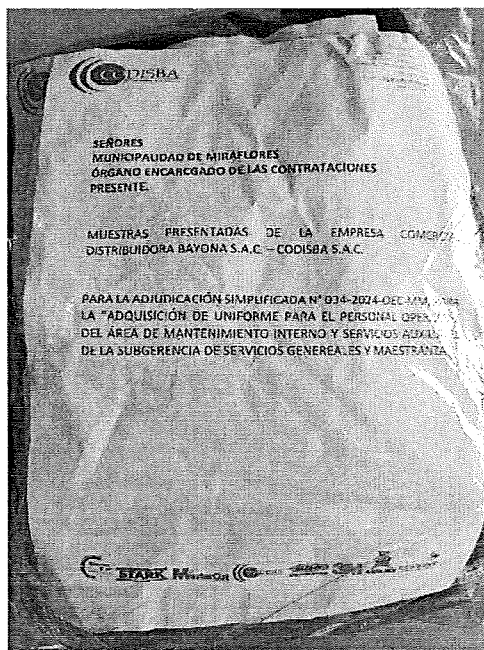 CODISBA
SEÑORES
MUNICIPALIDAD DE MIRAFLORES
ÓRGANO ENCARCGADO DE LAS CONTRATACIONES
PRESENTE.
MUESTRAS PRESENTADAS DE LA EMPRESA
DISTRIBUIDORA BAYONA S.A.C. – CODISBA S.A.C.
PARA LA ADJUDICACIÓN SIMPLIFICADA N° 034-2024-OEC-MM,
LA "ADQUISICIÓN DE UNIFORME PARA EL PERSONAL
DEL ÁREA DE MANTENIMIENTO INTERNO Y SERVICIOS
DE LA SUBGERENCIA DE SERVICIOS GENEREALES Y MAESTRANZA
STARK